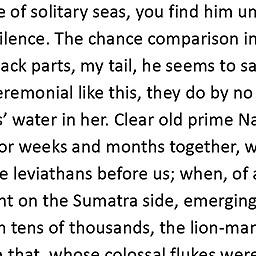 of solitary seas, you find him un
ilence. The chance comparison in
ack parts, my tail, he seems to sa
eremonial like this, they do by no
s’ water in her. Clear old prime Na
or weeks and months together, w
e leviathans before us; when, of a
nt on the Sumatra side, emerging
n tens of thousands, the lion-man
that, whose colossal flukes were